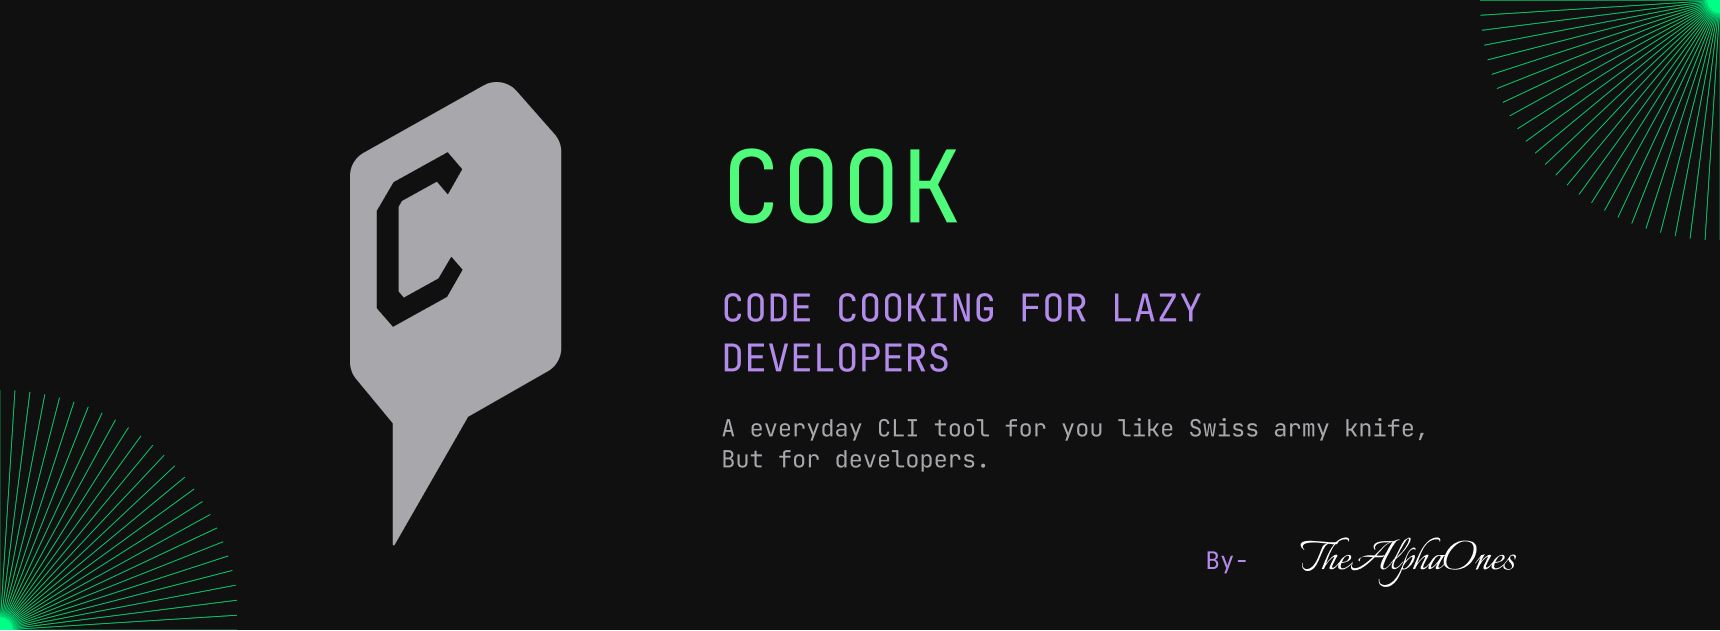 C
COOK
CODE COOKING FOR LAZY
DEVELOPERS
A everyday CLI tool for you like Swiss army knife,
But for developers.
By- TheAlphaOnes